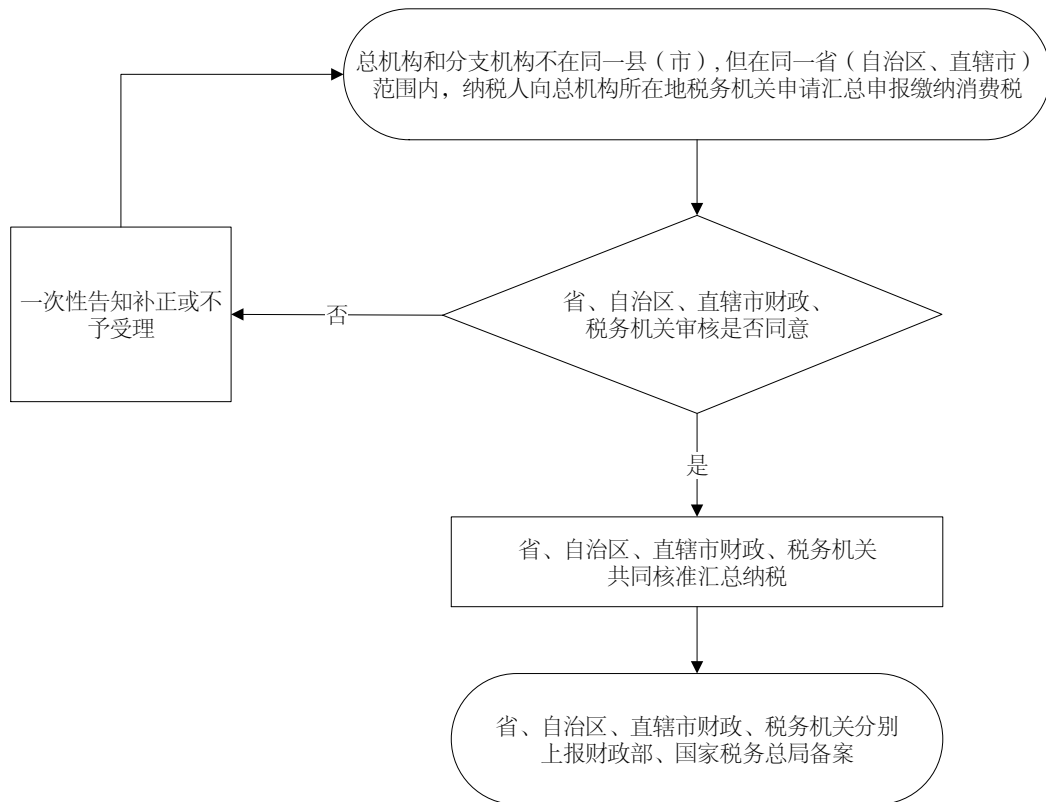 总机构和分支机构不在同一县（市）,但在同一省（自治区、直辖市）
范围内，纳税人向总机构所在地税务机关申请汇总申报缴纳消费税
一次性告知补正或不
予受理
否
省、自治区、直辖市财政、
税务机关审核是否同意
是
省、自治区、直辖市财政、税务机关
共同核准汇总纳税
省、自治区、直辖市财政、税务机关分别
上报财政部、国家税务总局备案